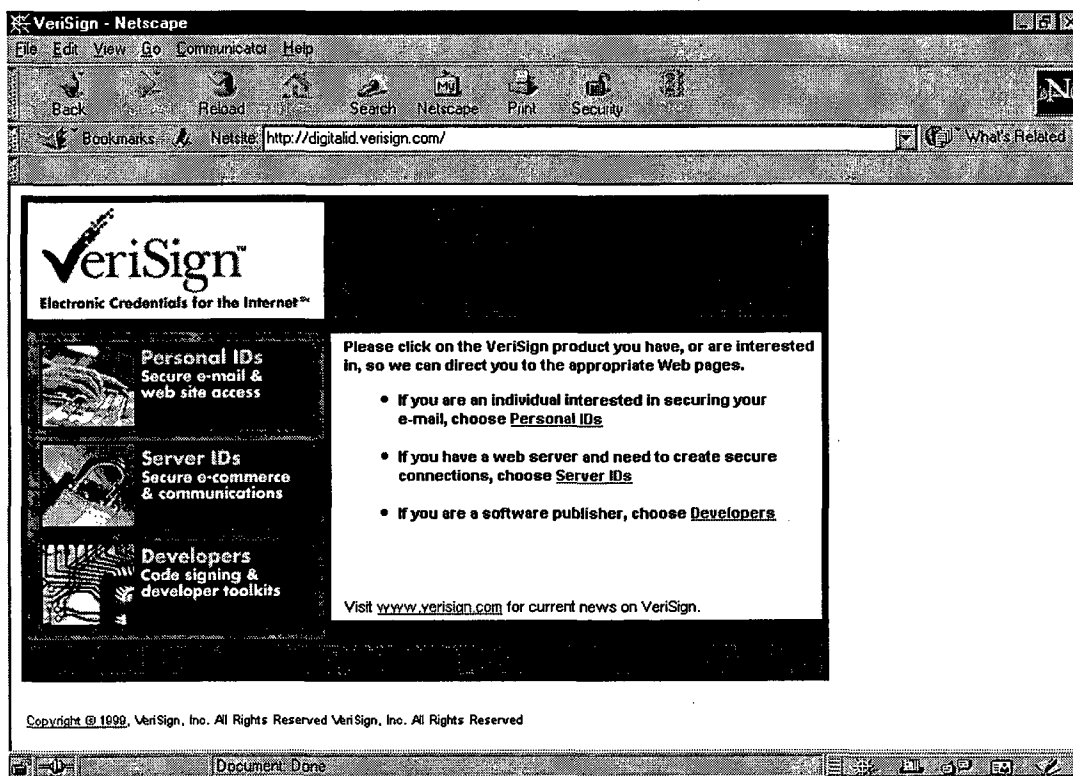 VeriSign - Netscape
File Edit View Go Communicator Help
Back Reload Search Netscape Print Security
Bookmarks Netsite: http://digitalid.verisign.com/ What's Related
VeriSign™
Electronic Credentials for the Internet℠
Personal IDs
Secure e-mail &
web site access
Server IDs
Secure e-commerce
& communications
Developers
Code signing &
developer toolkits
Please click on the VeriSign product you have, or are interested
in, so we can direct you to the appropriate Web pages.
• If you are an individual interested in securing your
e-mail, choose Personal IDs
• If you have a web server and need to create secure
connections, choose Server IDs
• If you are a software publisher, choose Developers
Visit www.verisign.com for current news on VeriSign.
Copyright © 1999, VeriSign, Inc. All Rights Reserved VeriSign, Inc. All Rights Reserved
Document: Done